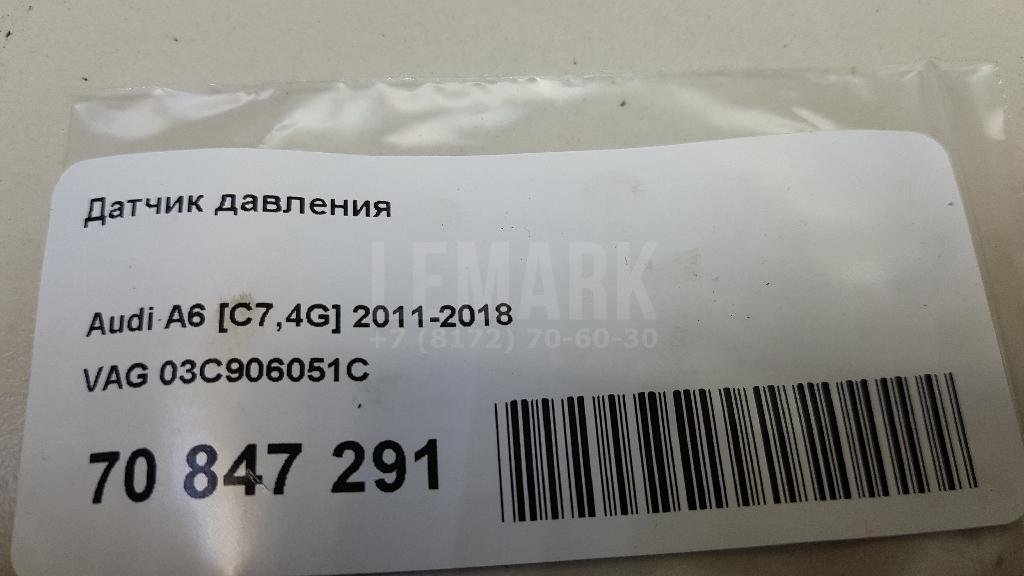 Датчик давления
LEMARK
Audi A6 [C7,4G] 2011-2018
+7 (8172) 70-60-30
VAG 03C906051C
70 847 291